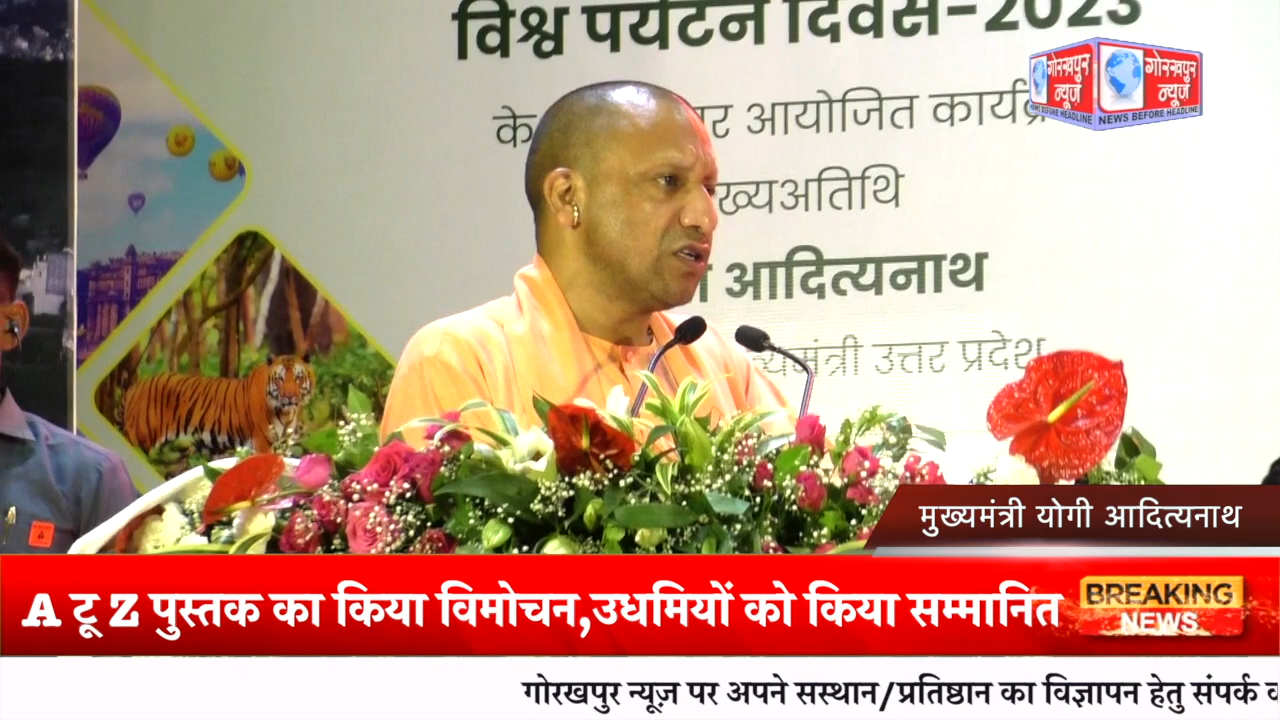 विश्व पर्यटन दिवस-2023
के पर आयोजित
आदित्यनाथ
उत्तर प्रदेश
गोरखपुर
न्यूज़
NEWS BEFORE HEADLINE
गोरखपुर
न्यूज़
NEWS BEFORE HEADLINE
मुख्यमंत्री योगी आदित्यनाथ
A टू Z पुस्तक का किया विमोचन,उधमियों को किया सम्मानित
BREAKING
NEWS
गोरखपुर न्यूज़ पर अपने सस्थान/प्रतिष्ठान का विज्ञापन हेतु संपर्क